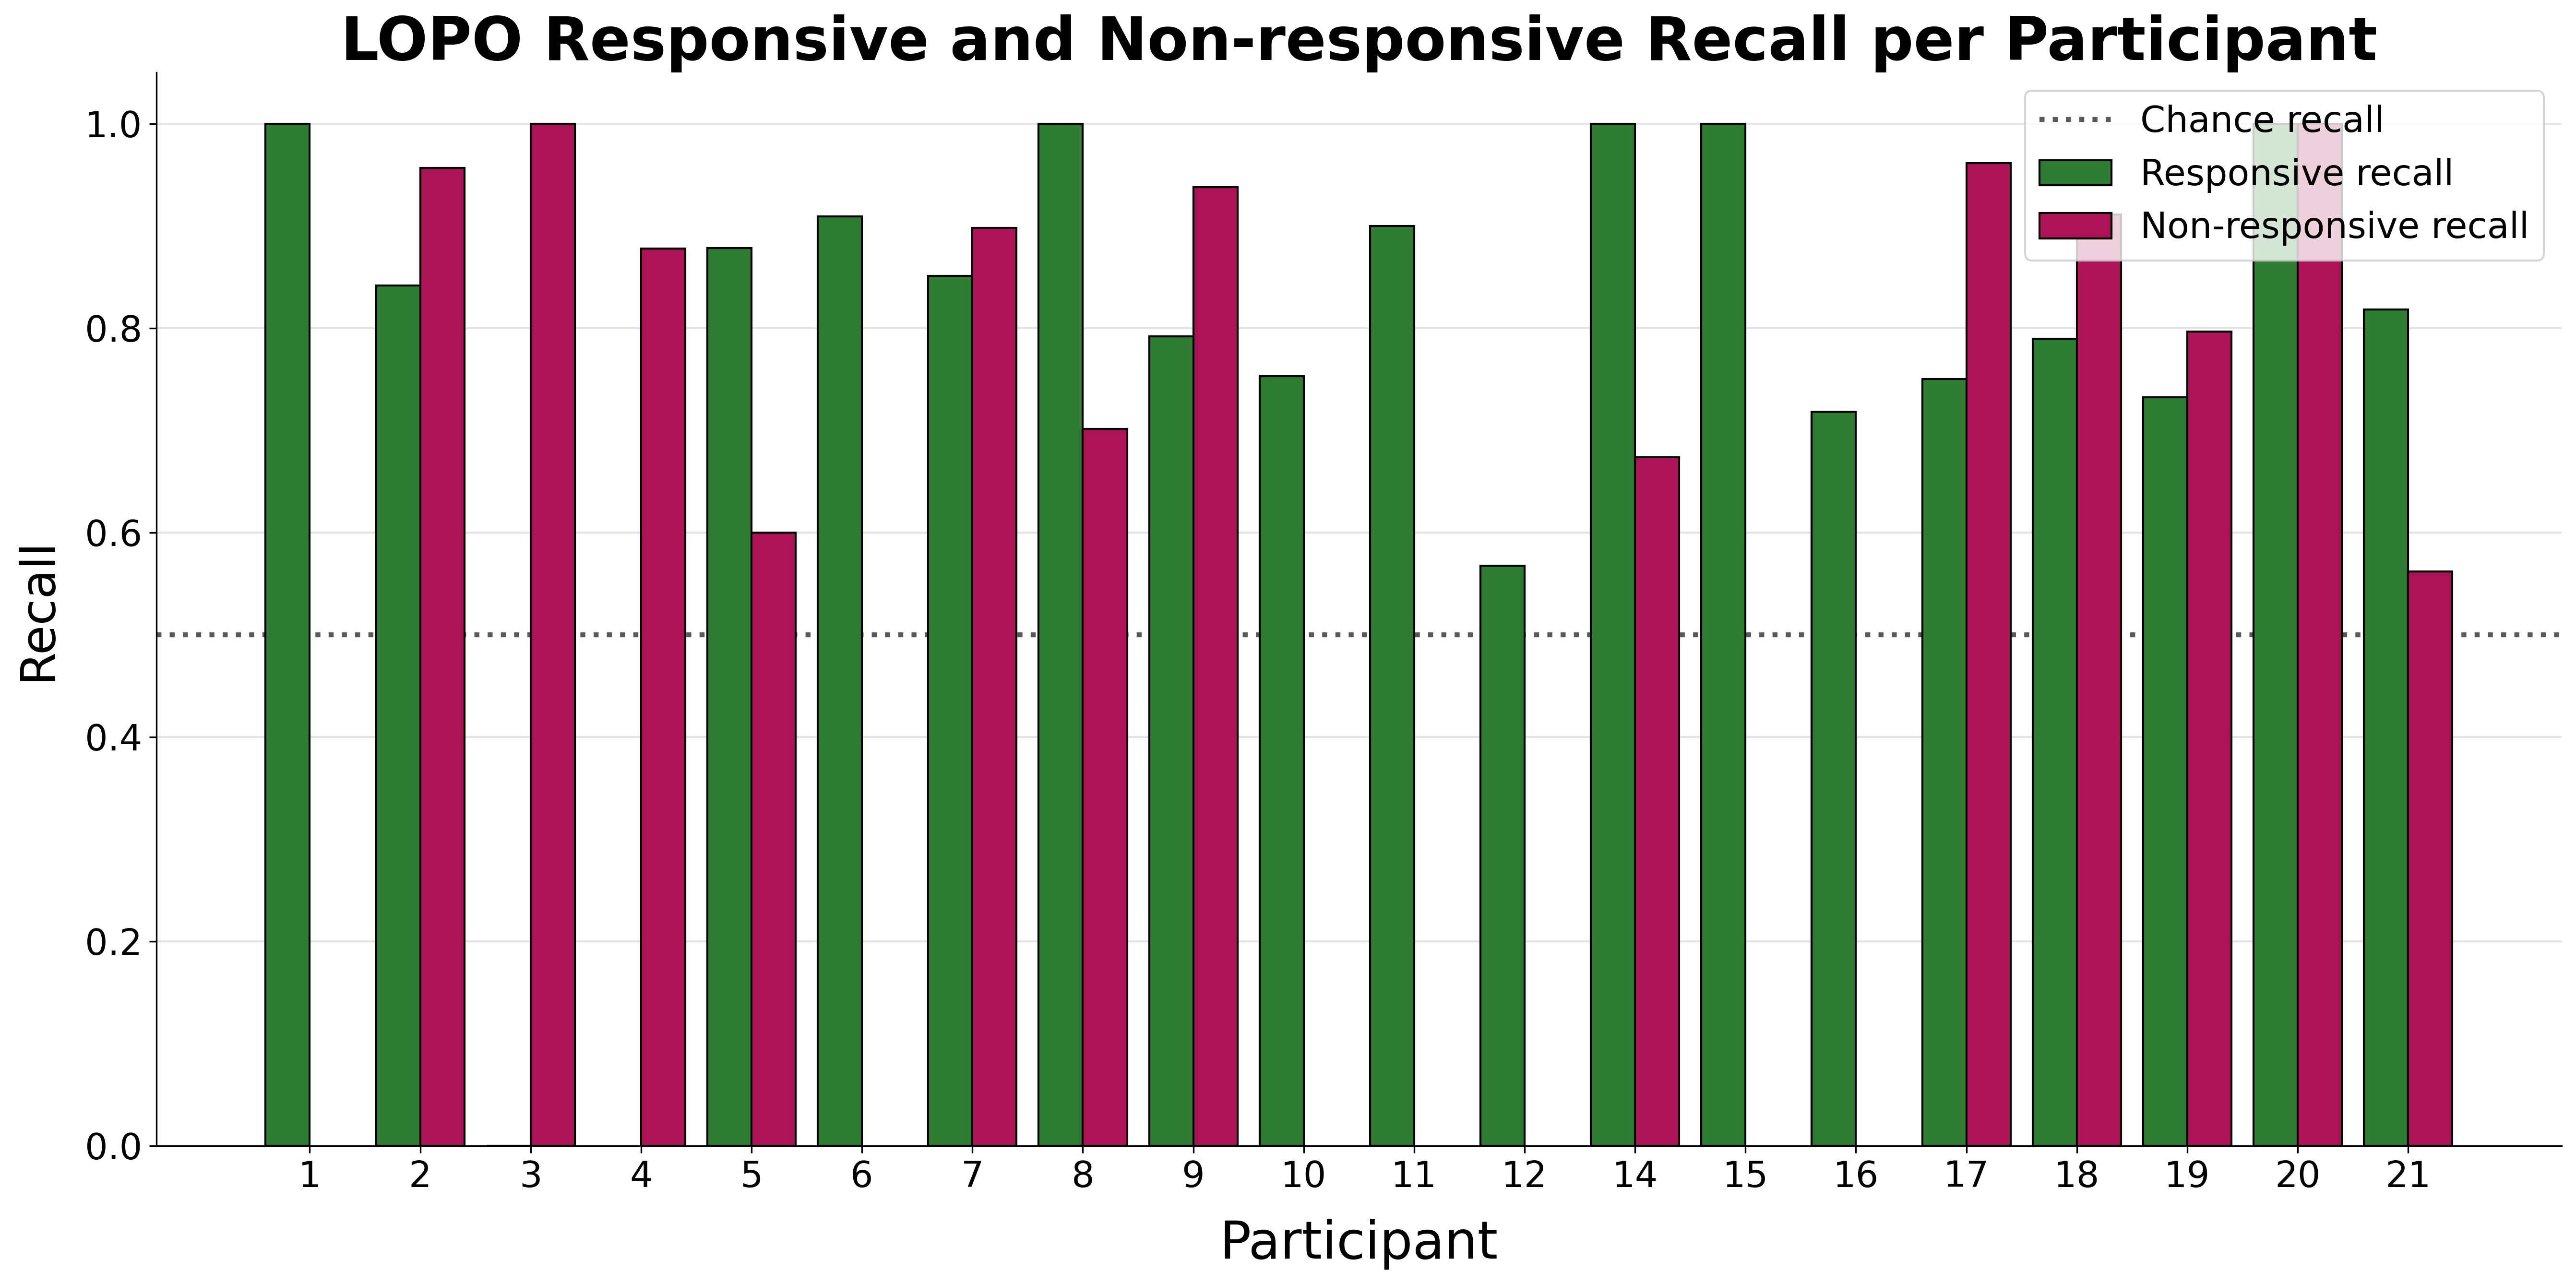 LOPO Responsive and Non-responsive Recall per Participant
Chance recall
Responsive recall
Non-responsive recall
1.0
0.8
0.6
0.4
0.2
0.0
Recall
1 2 3 4 5 6 7 8 9 10 11 12 14 15 16 17 18 19 20 21
Participant